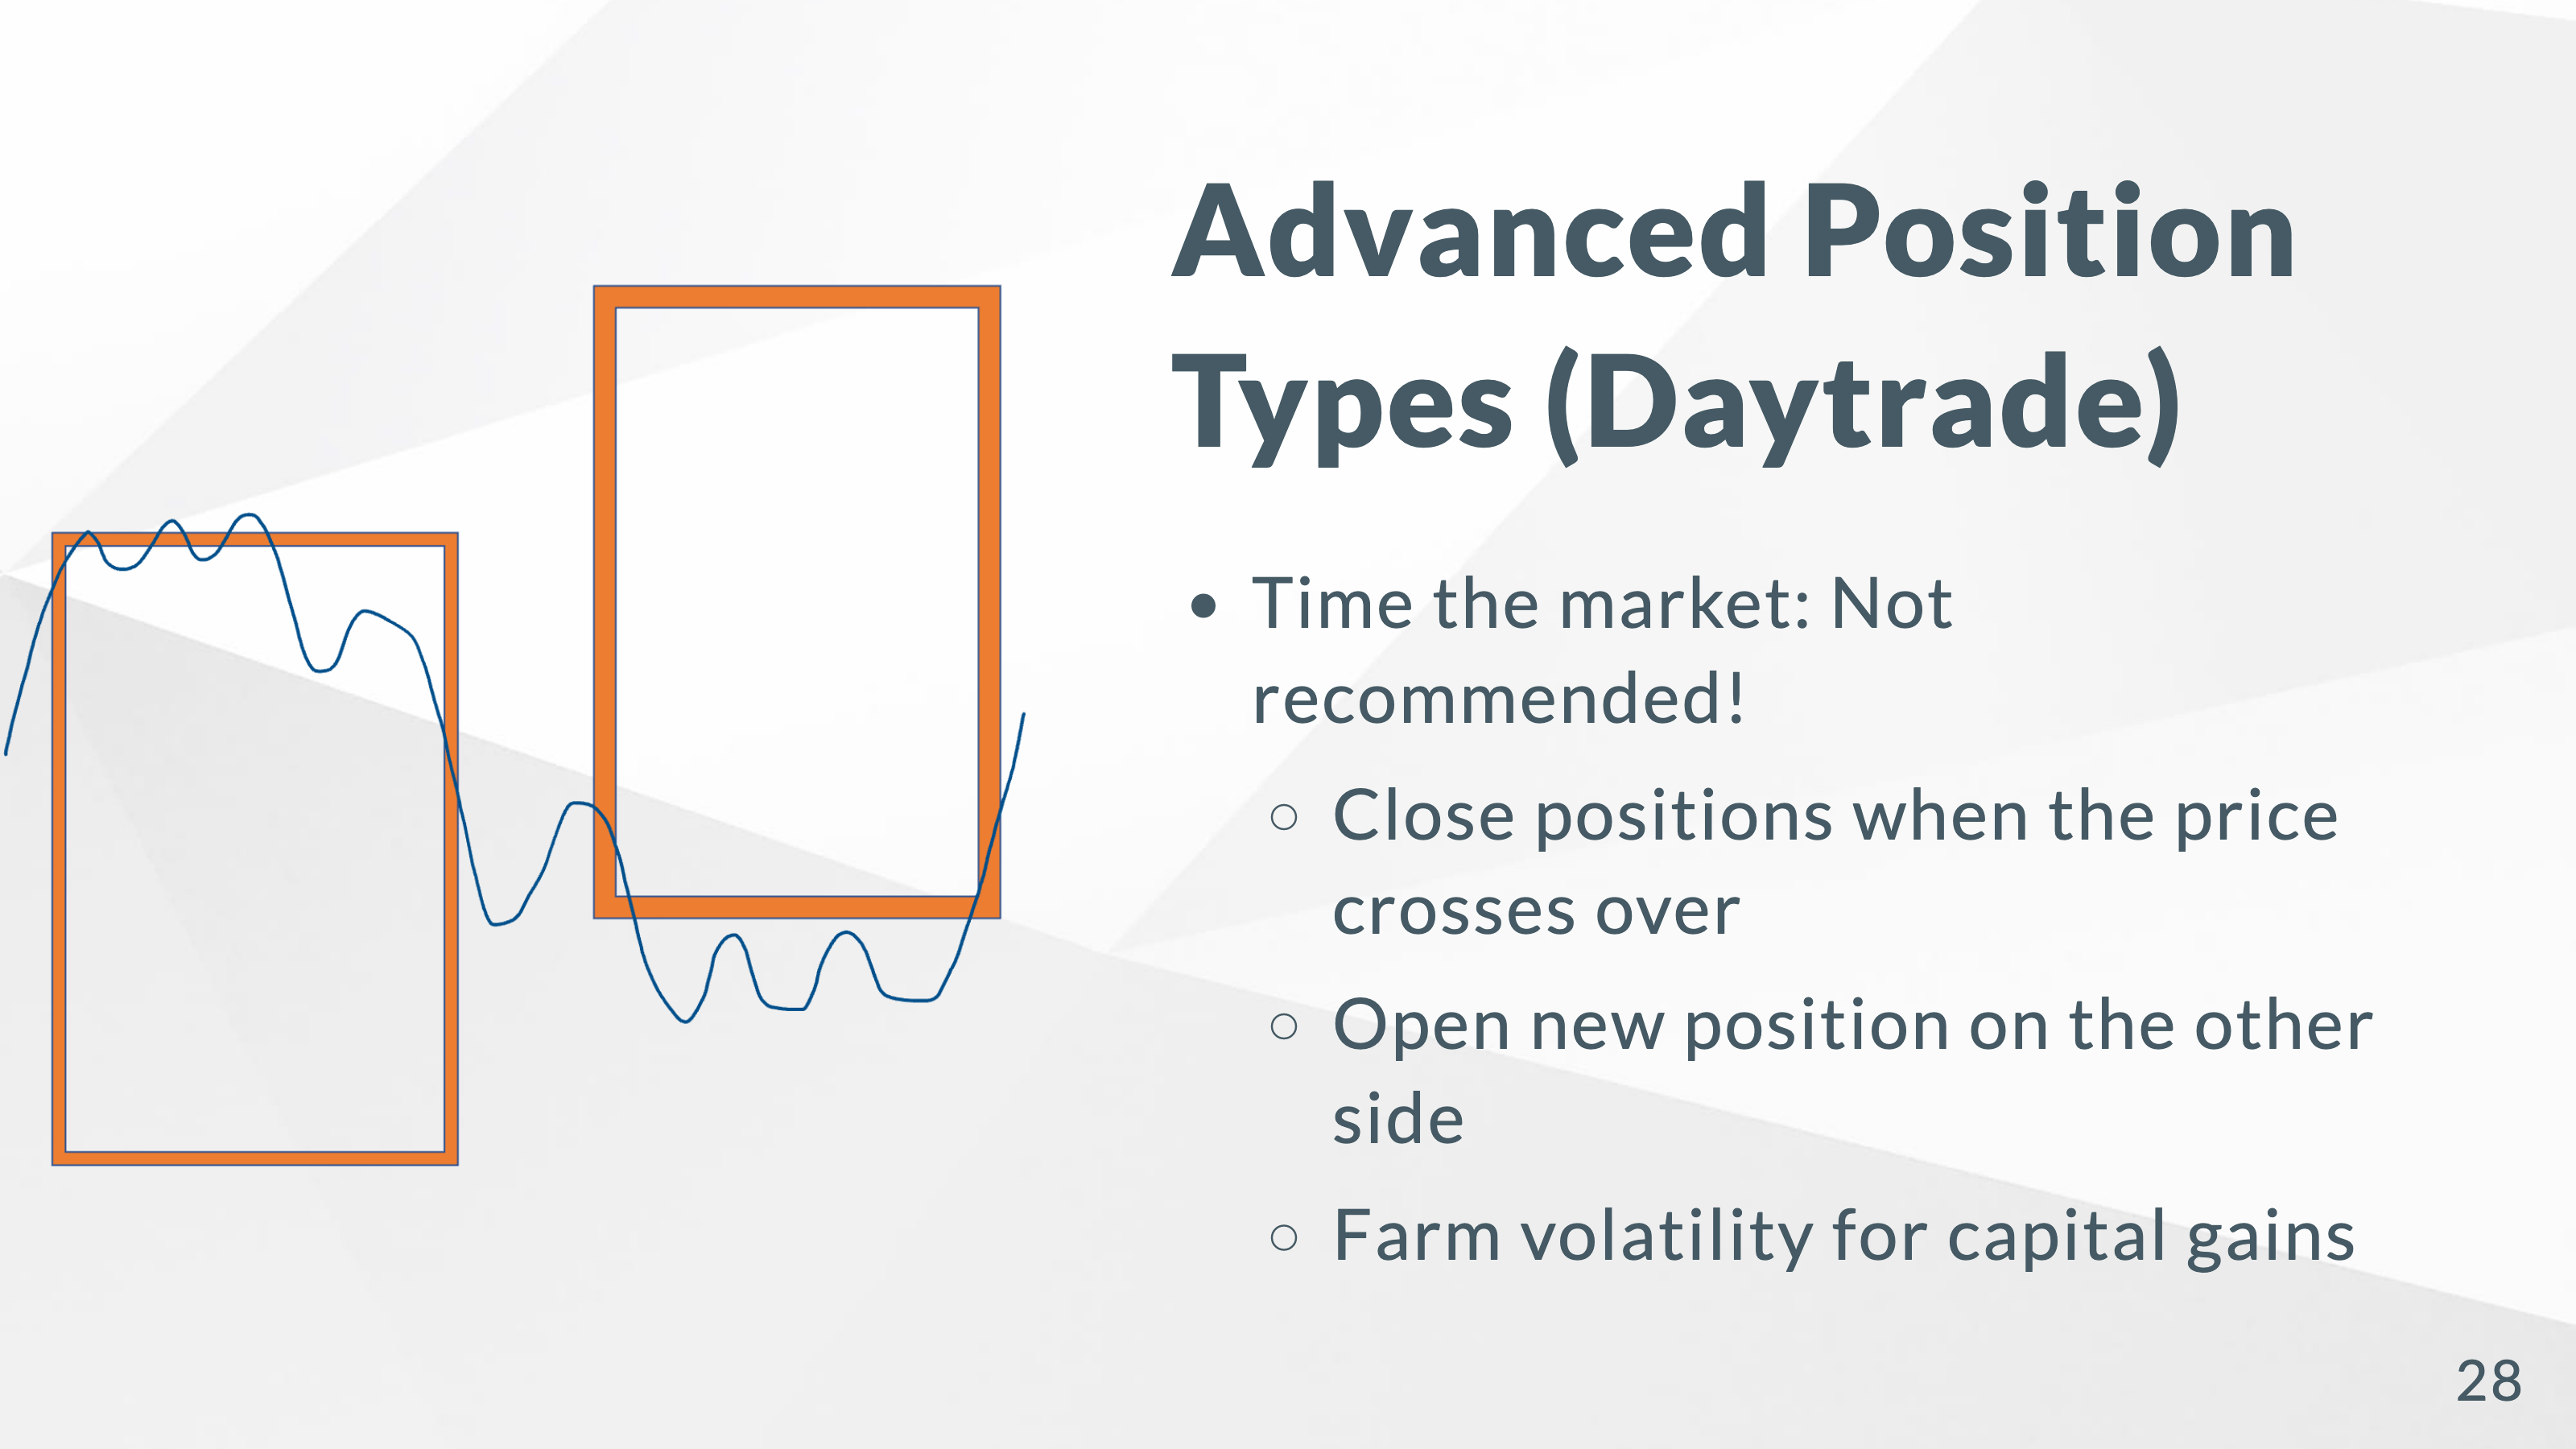 Advanced Position
Types (Daytrade)
• Time the market: Not
recommended!
○ Close positions when the price
crosses over
○ Open new position on the other
side
○ Farm volatility for capital gains
28